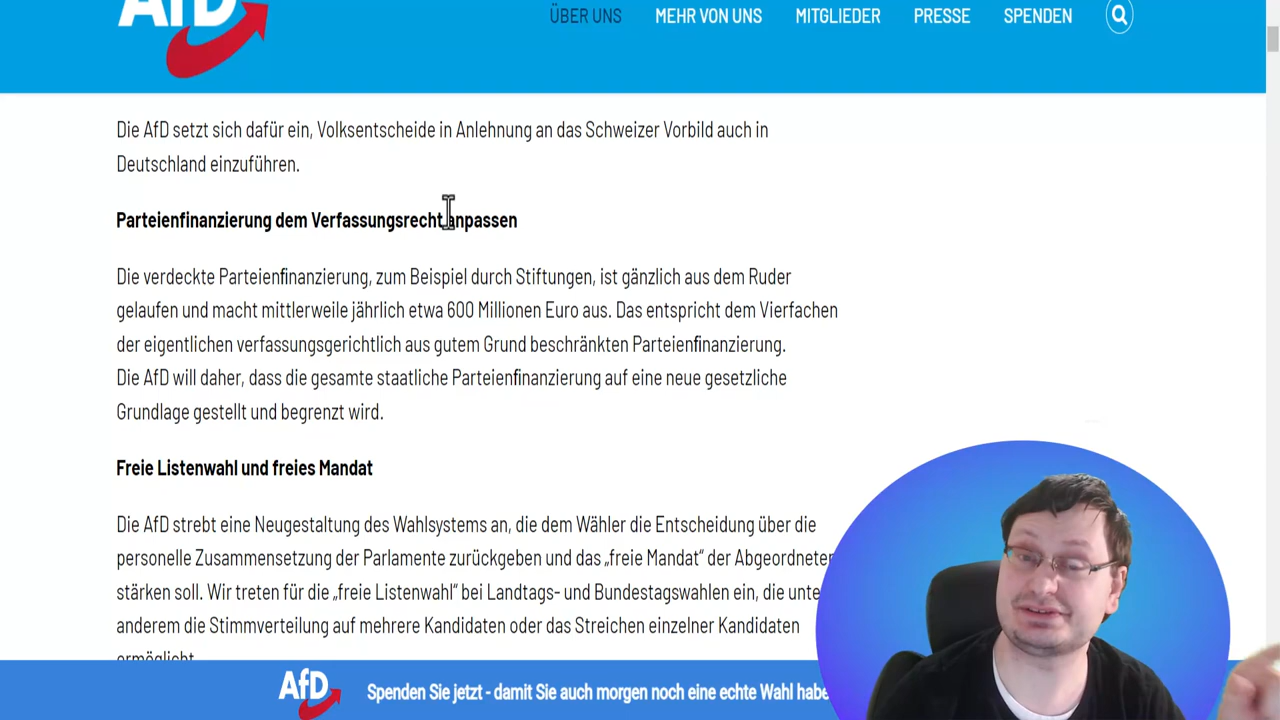 AfD
ÜBER UNS MEHR VON UNS MITGLIEDER PRESSE SPENDEN
Die AfD setzt sich dafür ein, Volksentscheide in Anlehnung an das Schweizer Vorbild auch in
Deutschland einzuführen.
Parteienfinanzierung dem Verfassungsrecht anpassen
Die verdeckte Parteienfinanzierung, zum Beispiel durch Stiftungen, ist gänzlich aus dem Ruder
gelaufen und macht mittlerweile jährlich etwa 600 Millionen Euro aus. Das entspricht dem Vierfachen
der eigentlichen verfassungsgerichtlich aus gutem Grund beschränkten Parteienfinanzierung.
Die AfD will daher, dass die gesamte staatliche Parteienfinanzierung auf eine neue gesetzliche
Grundlage gestellt und begrenzt wird.
Freie Listenwahl und freies Mandat
Die AfD strebt eine Neugestaltung des Wahlsystems an, die dem Wähler die Entscheidung über die
personelle Zusammensetzung der Parlamente zurückgeben und das „freie Mandat“ der Abgeordneten
stärken soll. Wir treten für die „freie Listenwahl“ bei Landtags- und Bundestagswahlen ein, die unte
anderem die Stimmverteilung auf mehrere Kandidaten oder das Streichen einzelner Kandidaten
ermöglicht.
AfD Spenden Sie jetzt - damit Sie auch morgen noch eine echte Wahl habe